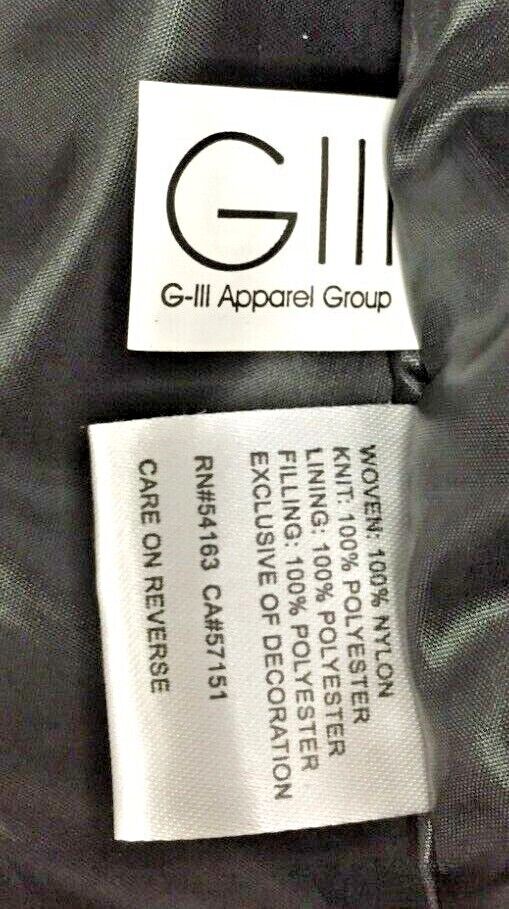 GIII
G-III Apparel Group
WOVEN: 100% NYLON
KNIT: 100% POLYESTER
LINING: 100% POLYESTER
FILLING: 100% POLYESTER
EXCLUSIVE OF DECORATION
RN#54163 CA#57151
CARE ON REVERSE